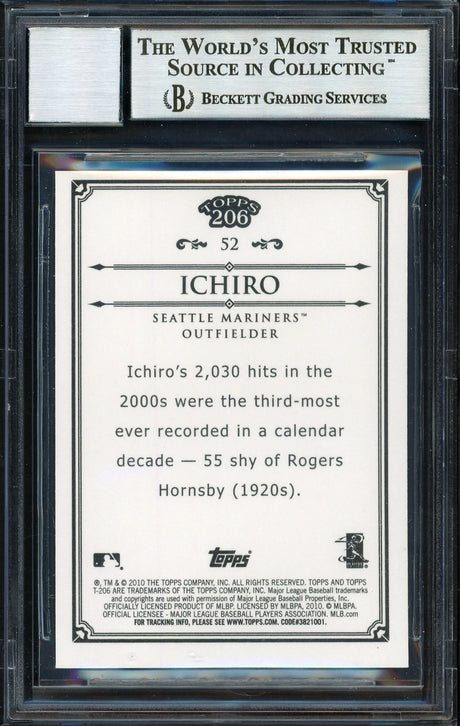 THE WORLD'S MOST TRUSTED
SOURCE IN COLLECTING™
B BECKETT GRADING SERVICES
TOPPS
206
52
ICHIRO
SEATTLE MARINERS™
OUTFIELDER
Ichiro's 2,030 hits in the
2000s were the third-most
ever recorded in a calendar
decade — 55 shy of Rogers
Hornsby (1920s).
Topps
®, TM & © 2010 THE TOPPS COMPANY, INC. ALL RIGHTS RESERVED. TOPPS AND TOPPS
T-206 ARE TRADEMARKS OF THE TOPPS COMPANY, INC. Major League Baseball trademarks
and copyrights are used with permission of Major League Baseball Properties, Inc.
OFFICIALLY LICENSED PRODUCT OF MLBP. LICENSED BY MLBPA, 2010. © MLBPA.
OFFICIAL LICENSEE - MAJOR LEAGUE BASEBALL PLAYERS ASSOCIATION. MLB.com
FOR TRACKING INFO, PLEASE SEE WWW.TOPPS.COM. CODE#3821001.